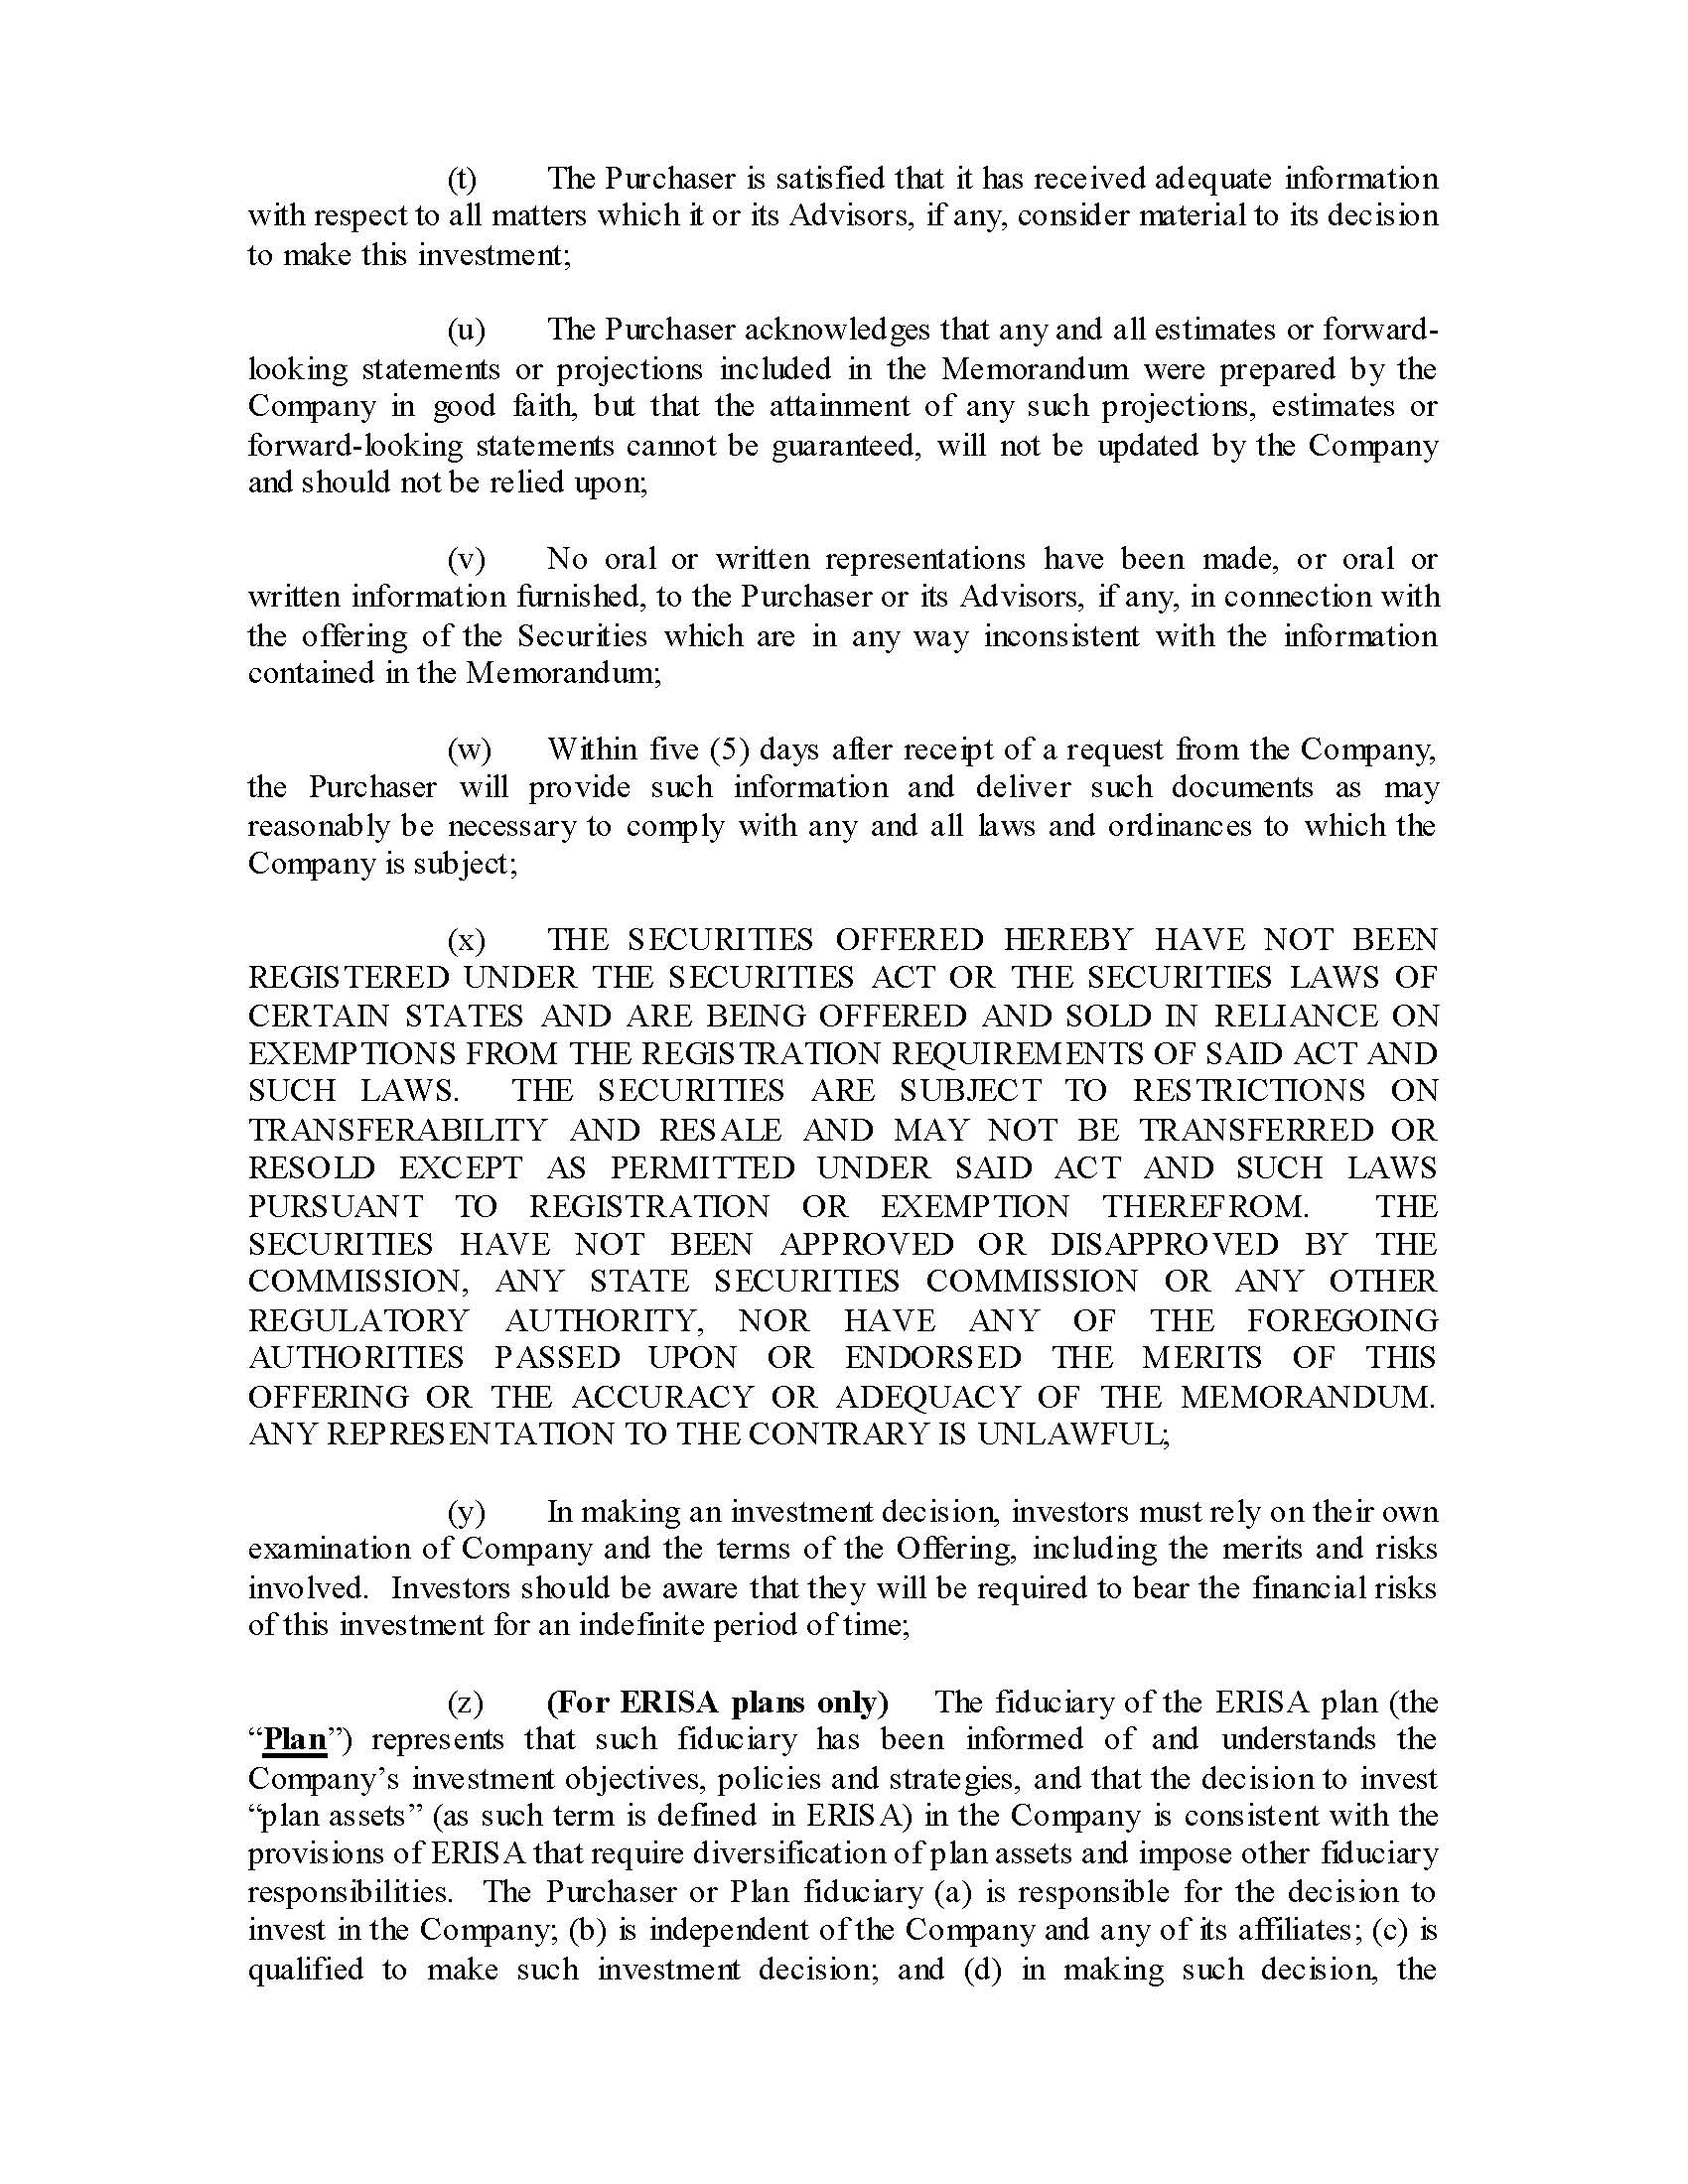 (t) The Purchaser is satisfied that it has received adequate information
with respect to all matters which it or its Advisors, if any, consider material to its decision
to make this investment;
(u) The Purchaser acknowledges that any and all estimates or forward-
looking statements or projections included in the Memorandum were prepared by the
Company in good faith, but that the attainment of any such projections, estimates or
forward-looking statements cannot be guaranteed, will not be updated by the Company
and should not be relied upon;
(v) No oral or written representations have been made, or oral or
written information furnished, to the Purchaser or its Advisors, if any, in connection with
the offering of the Securities which are in any way inconsistent with the information
contained in the Memorandum;
(w) Within five (5) days after receipt of a request from the Company,
the Purchaser will provide such information and deliver such documents as may
reasonably be necessary to comply with any and all laws and ordinances to which the
Company is subject;
(x) THE SECURITIES OFFERED HEREBY HAVE NOT BEEN
REGISTERED UNDER THE SECURITIES ACT OR THE SECURITIES LAWS OF
CERTAIN STATES AND ARE BEING OFFERED AND SOLD IN RELIANCE ON
EXEMPTIONS FROM THE REGISTRATION REQUIREMENTS OF SAID ACT AND
SUCH LAWS. THE SECURITIES ARE SUBJECT TO RESTRICTIONS ON
TRANSFERABILITY AND RESALE AND MAY NOT BE TRANSFERRED OR
RESOLD EXCEPT AS PERMITTED UNDER SAID ACT AND SUCH LAWS
PURSUANT TO REGISTRATION OR EXEMPTION THEREFROM. THE
SECURITIES HAVE NOT BEEN APPROVED OR DISAPPROVED BY THE
COMMISSION, ANY STATE SECURITIES COMMISSION OR ANY OTHER
REGULATORY AUTHORITY, NOR HAVE ANY OF THE FOREGOING
AUTHORITIES PASSED UPON OR ENDORSED THE MERITS OF THIS
OFFERING OR THE ACCURACY OR ADEQUACY OF THE MEMORANDUM.
ANY REPRESENTATION TO THE CONTRARY IS UNLAWFUL;
(y) In making an investment decision, investors must rely on their own
examination of Company and the terms of the Offering, including the merits and risks
involved. Investors should be aware that they will be required to bear the financial risks
of this investment for an indefinite period of time;
(z) (For ERISA plans only) The fiduciary of the ERISA plan (the
“Plan”) represents that such fiduciary has been informed of and understands the
Company’s investment objectives, policies and strategies, and that the decision to invest
“plan assets” (as such term is defined in ERISA) in the Company is consistent with the
provisions of ERISA that require diversification of plan assets and impose other fiduciary
responsibilities. The Purchaser or Plan fiduciary (a) is responsible for the decision to
invest in the Company; (b) is independent of the Company and any of its affiliates; (c) is
qualified to make such investment decision; and (d) in making such decision, the